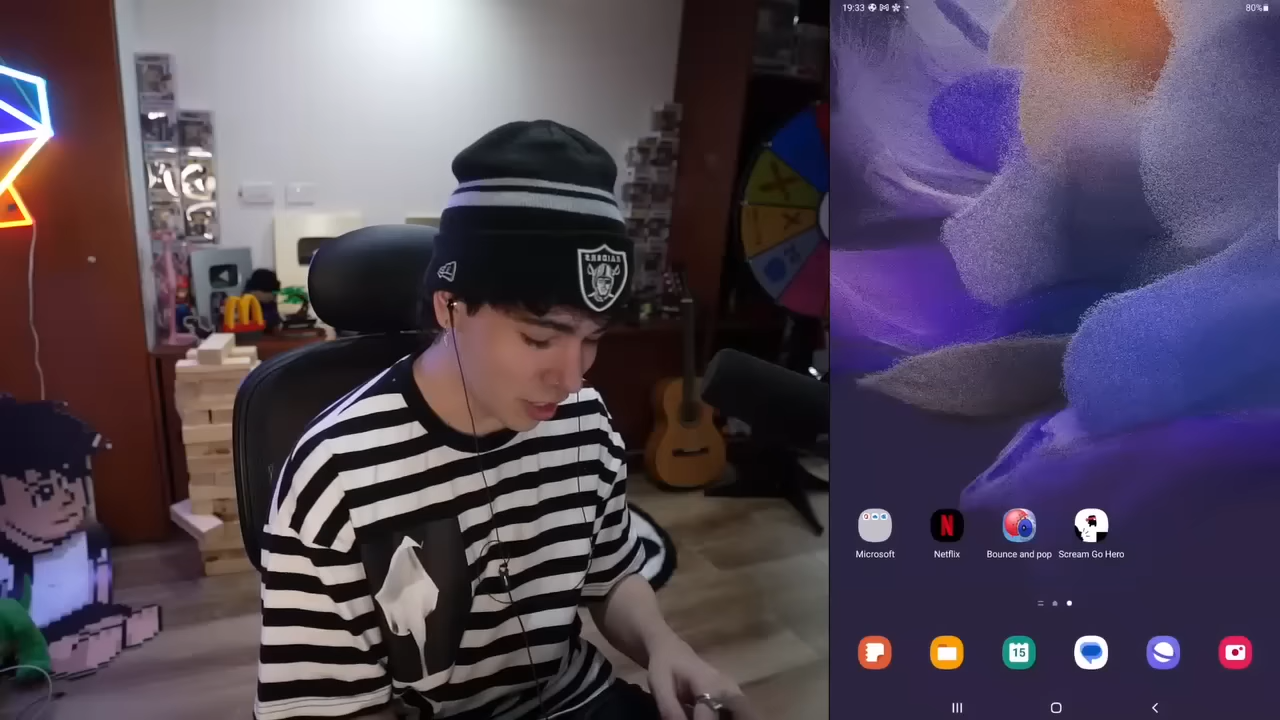 19:33
80%
RAIDERS
Microsoft
Netflix
Bounce and pop
Scream Go Hero
15